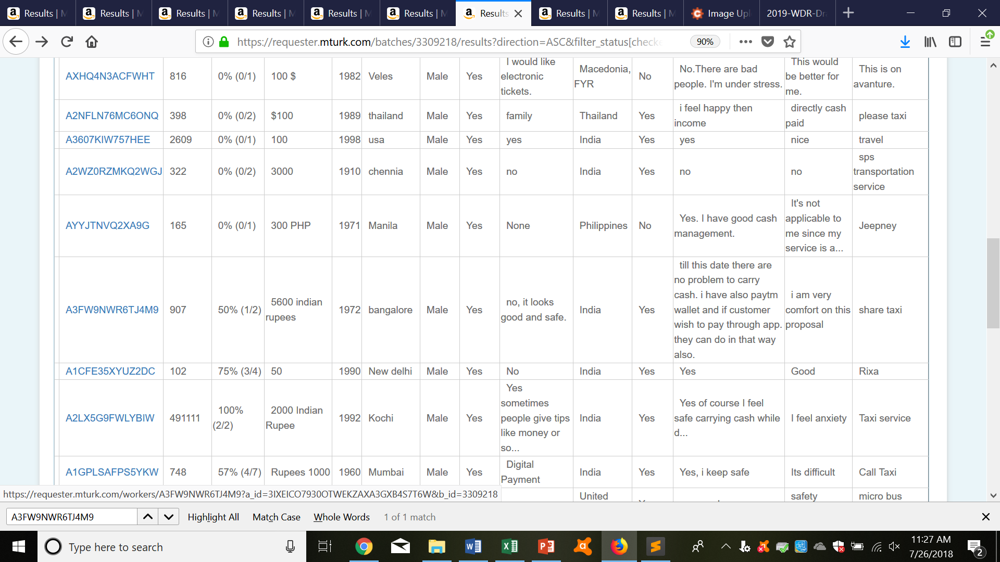 Results | M
Results | M
Results | M
Results | M
Results | M
Results | M
Results
Results | M
Results | M
Image Up
2019-WDR-Dr
https://requester.mturk.com/batches/3309218/results?direction=ASC&filter_status[checke
90%
AXHQ4N3ACFWHT 816 0% (0/1) 100 $ 1982 Veles Male Yes I would like electronic tickets. Macedonia, FYR No No.There are bad people. I'm under stress. This would be better for me. This is on avanture.
A2NFLN76MC6ONQ 398 0% (0/2) $100 1989 thailand Male Yes family Thailand Yes i feel happy then income directly cash paid please taxi
A3607KIW757HEE 2609 0% (0/1) 100 1998 usa Male Yes yes India Yes yes nice travel
A2WZ0RZMKQ2WGJ 322 0% (0/2) 3000 1910 chennia Male Yes no India Yes no no sps transportation service
AYYJTNVQ2XA9G 165 0% (0/1) 300 PHP 1971 Manila Male Yes None Philippines No Yes. I have good cash management. It's not applicable to me since my service is a... Jeepney
A3FW9NWR6TJ4M9 907 50% (1/2) 5600 indian rupees 1972 bangalore Male Yes no, it looks good and safe. India Yes till this date there are no problem to carry cash. i have also paytm wallet and if customer wish to pay through app. they can do in that way also. i am very comfort on this proposal share taxi
A1CFE35XYUZ2DC 102 75% (3/4) 50 1990 New delhi Male Yes No India Yes Yes Good Rixa
A2LX5G9FWLYBIW 491111 100% (2/2) 2000 Indian Rupee 1992 Kochi Male Yes Yes sometimes people give tips like money or so... India Yes Yes of course I feel safe carrying cash while d... I feel anxiety Taxi service
A1GPLSAFPS5YKW 748 57% (4/7) Rupees 1000 1960 Mumbai Male Yes Digital Payment India Yes Yes, i keep safe Its difficult Call Taxi
United safety micro bus
https://requester.mturk.com/workers/A3FW9NWR6TJ4M9?a_id=3IXEICO7930OTWEKZAXA3GXB4S7T6W&b_id=3309218
A3FW9NWR6TJ4M9 Highlight All Match Case Whole Words 1 of 1 match
Type here to search
11:27 AM
7/26/2018
2